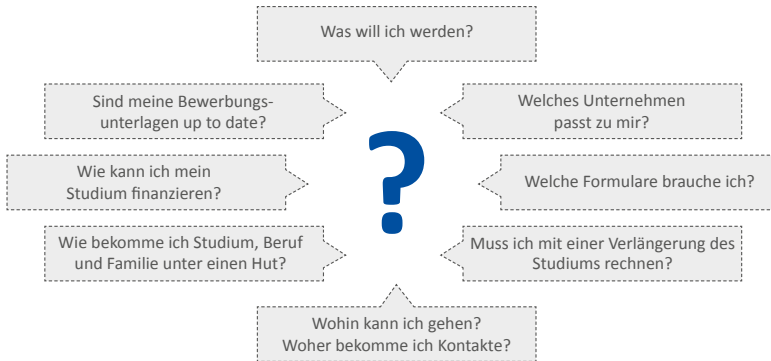 Was will ich werden?
Sind meine Bewerbungs-
unterlagen up to date?
Welches Unternehmen
passt zu mir?
Wie kann ich mein
Studium finanzieren?
?
Welche Formulare brauche ich?
Wie bekomme ich Studium, Beruf
und Familie unter einen Hut?
Muss ich mit einer Verlängerung des
Studiums rechnen?
Wohin kann ich gehen?
Woher bekomme ich Kontakte?